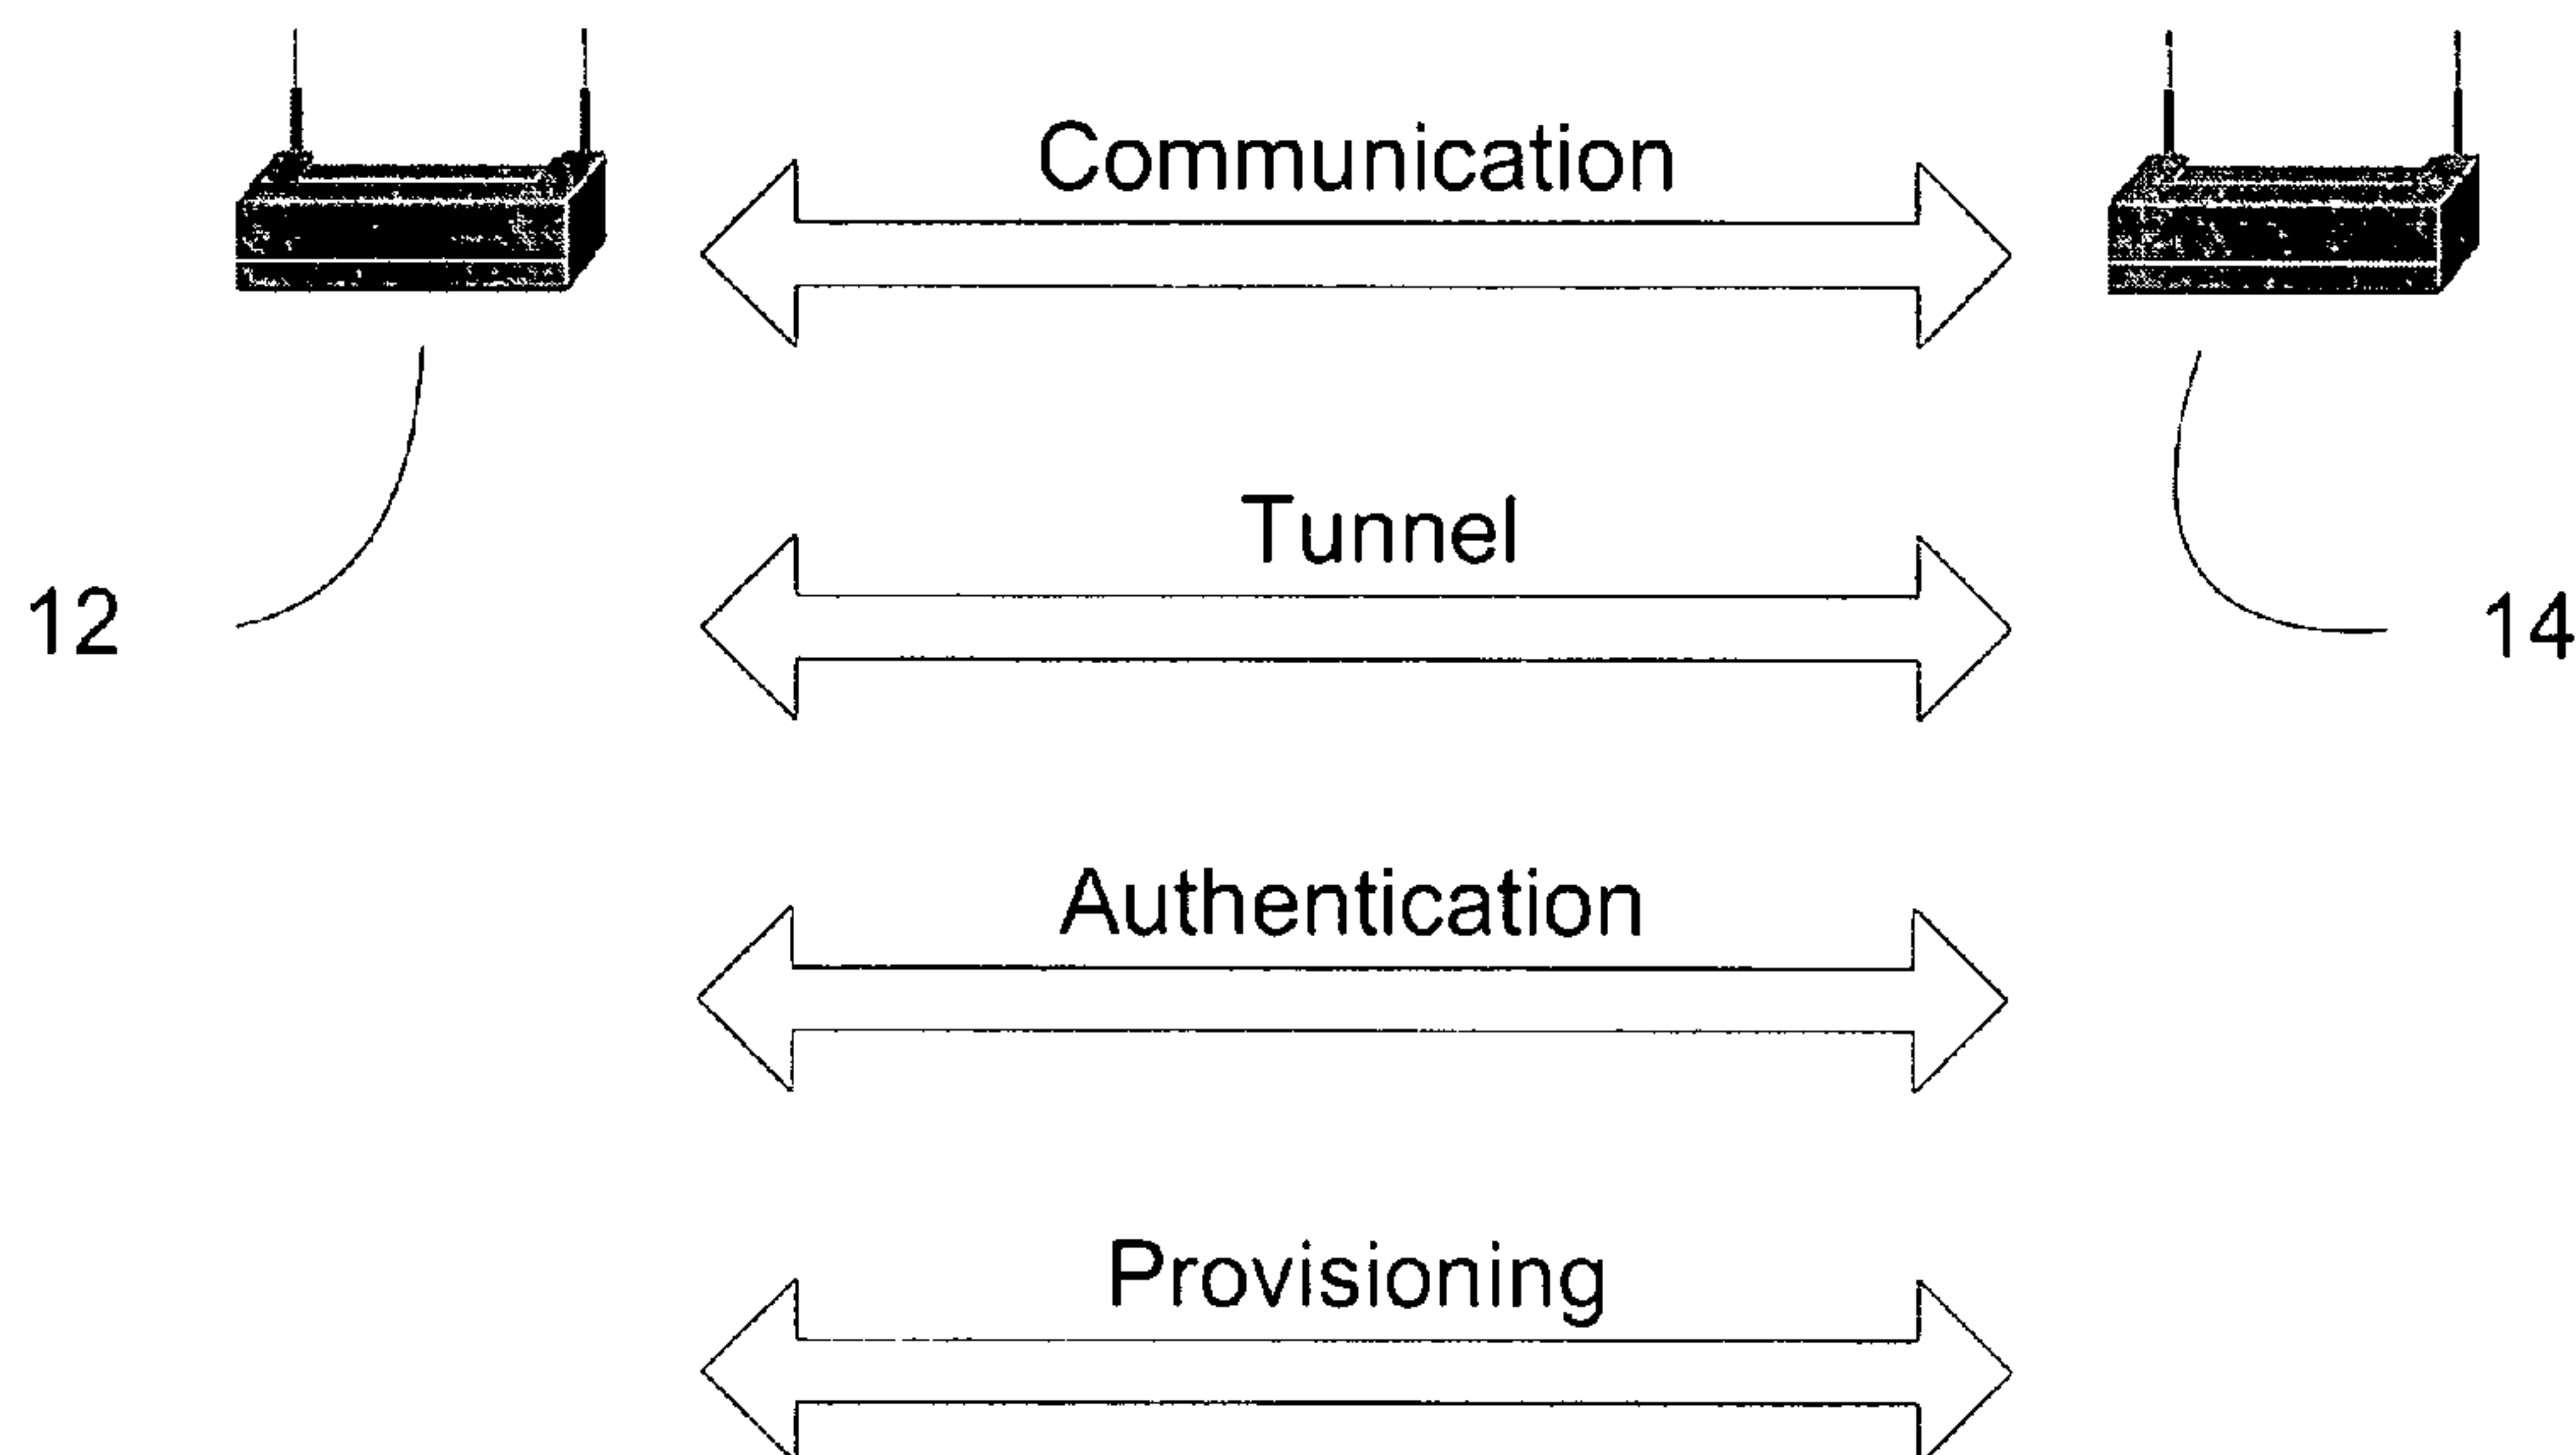 Communication
Tunnel
12
14
Authentication
Provisioning